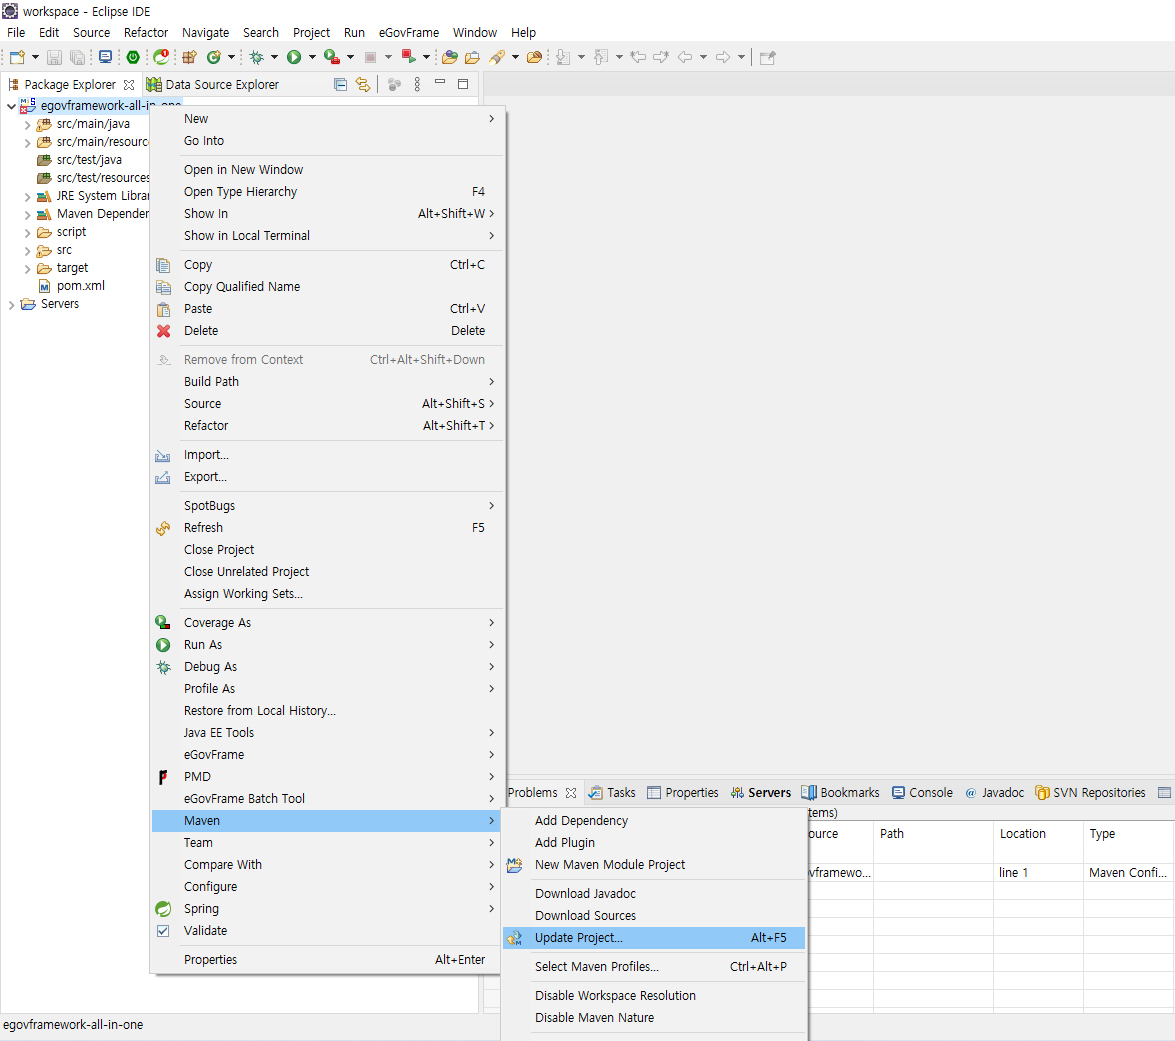 workspace - Eclipse IDE
File Edit Source Refactor Navigate Search Project Run eGovFrame Window Help
Package Explorer Data Source Explorer
egovframework-all-in-one
src/main/java
src/main/resourc
src/test/java
src/test/resources
JRE System Librar
Maven Depender
script
src
target
pom.xml
Servers
New
Go Into
Open in New Window
Open Type Hierarchy F4
Show In Alt+Shift+W
Show in Local Terminal
Copy Ctrl+C
Copy Qualified Name
Paste Ctrl+V
Delete Delete
Remove from Context Ctrl+Alt+Shift+Down
Build Path
Source Alt+Shift+S
Refactor Alt+Shift+T
Import...
Export...
SpotBugs
Refresh F5
Close Project
Close Unrelated Project
Assign Working Sets...
Coverage As
Run As
Debug As
Profile As
Restore from Local History...
Java EE Tools
eGovFrame
PMD
eGovFrame Batch Tool
Maven
Team
Compare With
Configure
Spring
Validate
Properties Alt+Enter
Problems Tasks Properties Servers Bookmarks Console Javadoc SVN Repositories
tems)
ource Path Location Type
vframewo... line 1 Maven Confi...
Add Dependency
Add Plugin
New Maven Module Project
Download Javadoc
Download Sources
Update Project... Alt+F5
Select Maven Profiles... Ctrl+Alt+P
Disable Workspace Resolution
Disable Maven Nature
egovframework-all-in-one